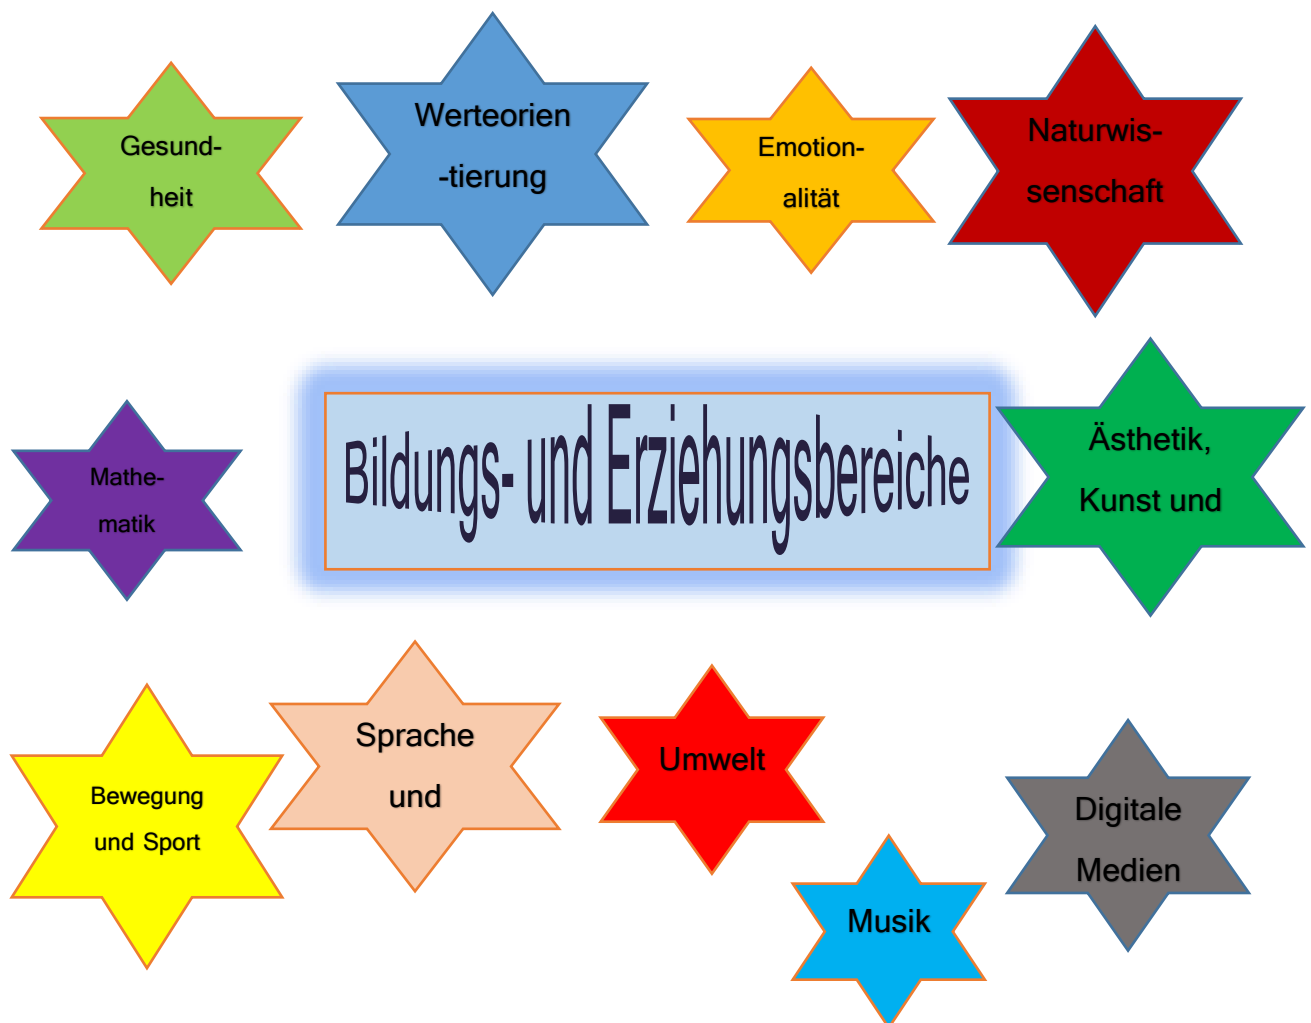 Gesund-
heit
Werteorien
-tierung
Emotion-
alität
Naturwis-
senschaft
Mathe-
matik
Bildungs- und Erziehungsbereiche
Ästhetik,
Kunst und
Bewegung
und Sport
Sprache
und
Umwelt
Musik
Digitale
Medien